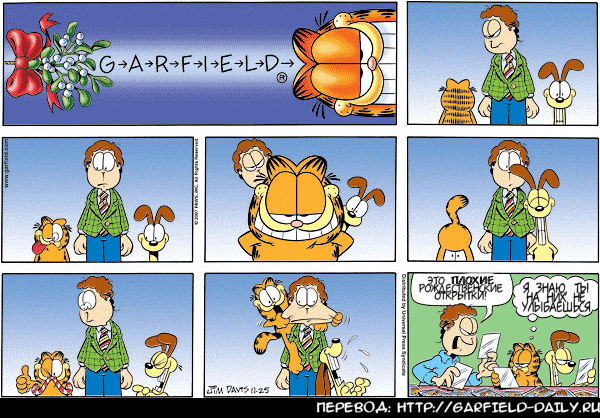 G→A→R→F→I→E→L→D→
®
www.garfield.com
© 2007 PAWS, INC. All Rights Reserved.
JIM DAVIS 11-25
Distributed by Universal Press Syndicate
ЭТО ПЛОХИЕ
РОЖДЕСТВЕНСКИЕ
ОТКРЫТКИ!
Я ЗНАЮ. ТЫ
НА НИХ НЕ
УЛЫБАЕШЬСЯ
ПЕРЕВОД: HTTP://GARFIELD-DAILY.RU